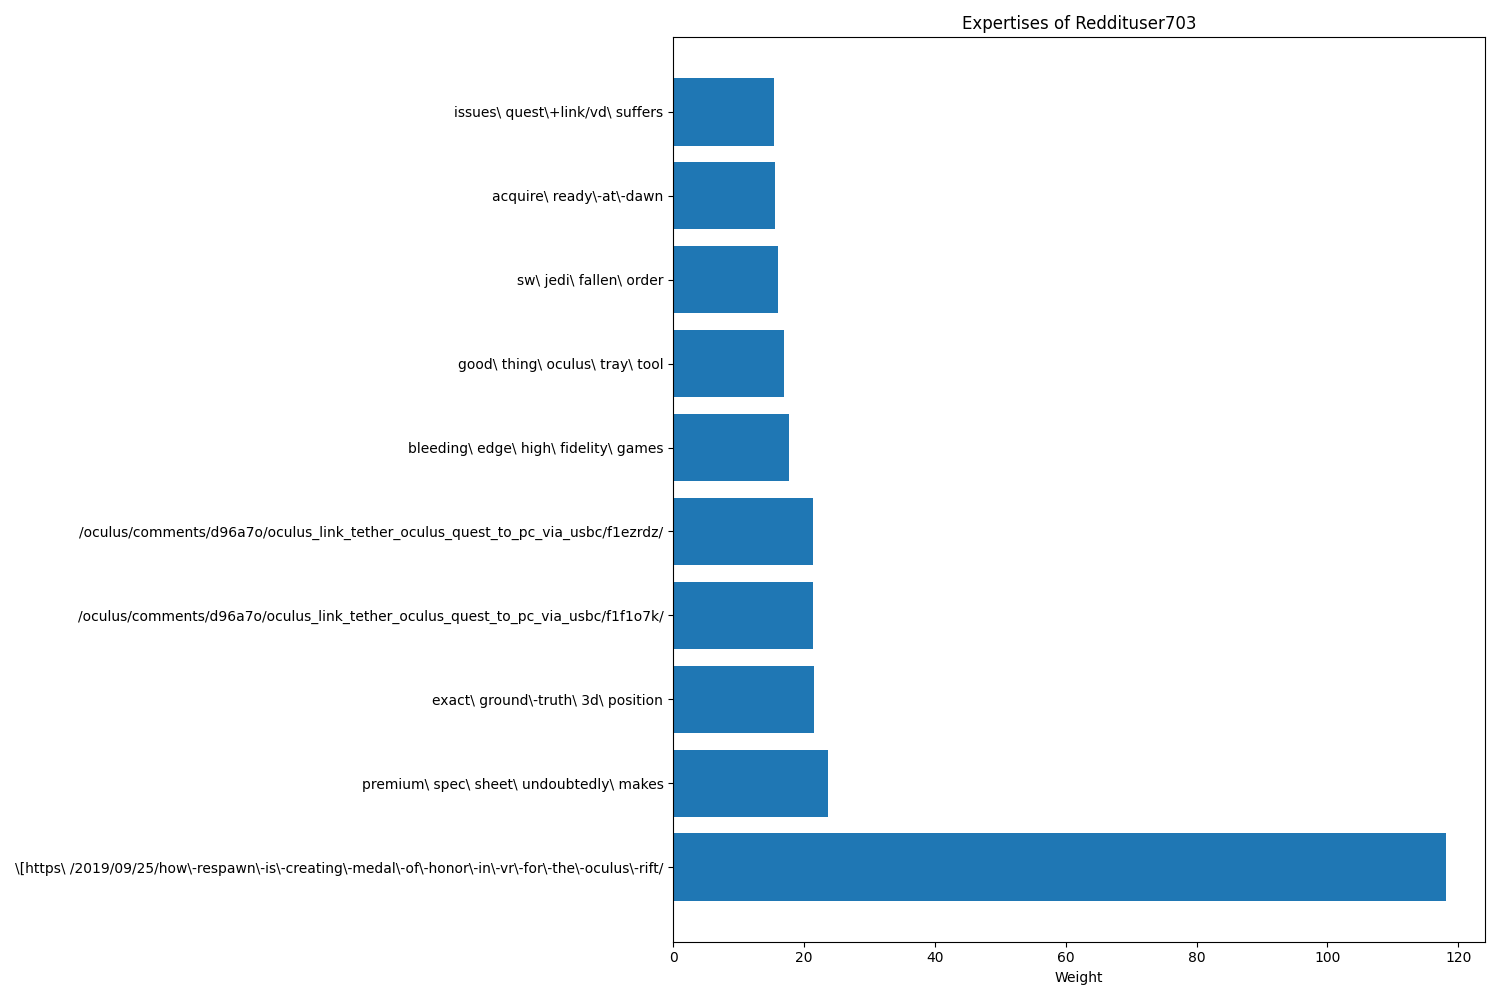 Expertises of Reddituser703
issues\ quest\+link/vd\ suffers
acquire\ ready\-at\-dawn
sw\ jedi\ fallen\ order
good\ thing\ oculus\ tray\ tool
bleeding\ edge\ high\ fidelity\ games
/oculus/comments/d96a7o/oculus_link_tether_oculus_quest_to_pc_via_usbc/f1ezrdz/
/oculus/comments/d96a7o/oculus_link_tether_oculus_quest_to_pc_via_usbc/f1f1o7k/
exact\ ground\-truth\ 3d\ position
premium\ spec\ sheet\ undoubtedly\ makes
\[https\ /2019/09/25/how\-respawn\-is\-creating\-medal\-of\-honor\-in\-vr\-for\-the\-oculus\-rift/
0 20 40 60 80 100 120
Weight